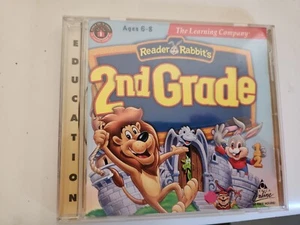 Ages 6-8
The Learning Company
Reader Rabbit's
2nd Grade
EDUCATION